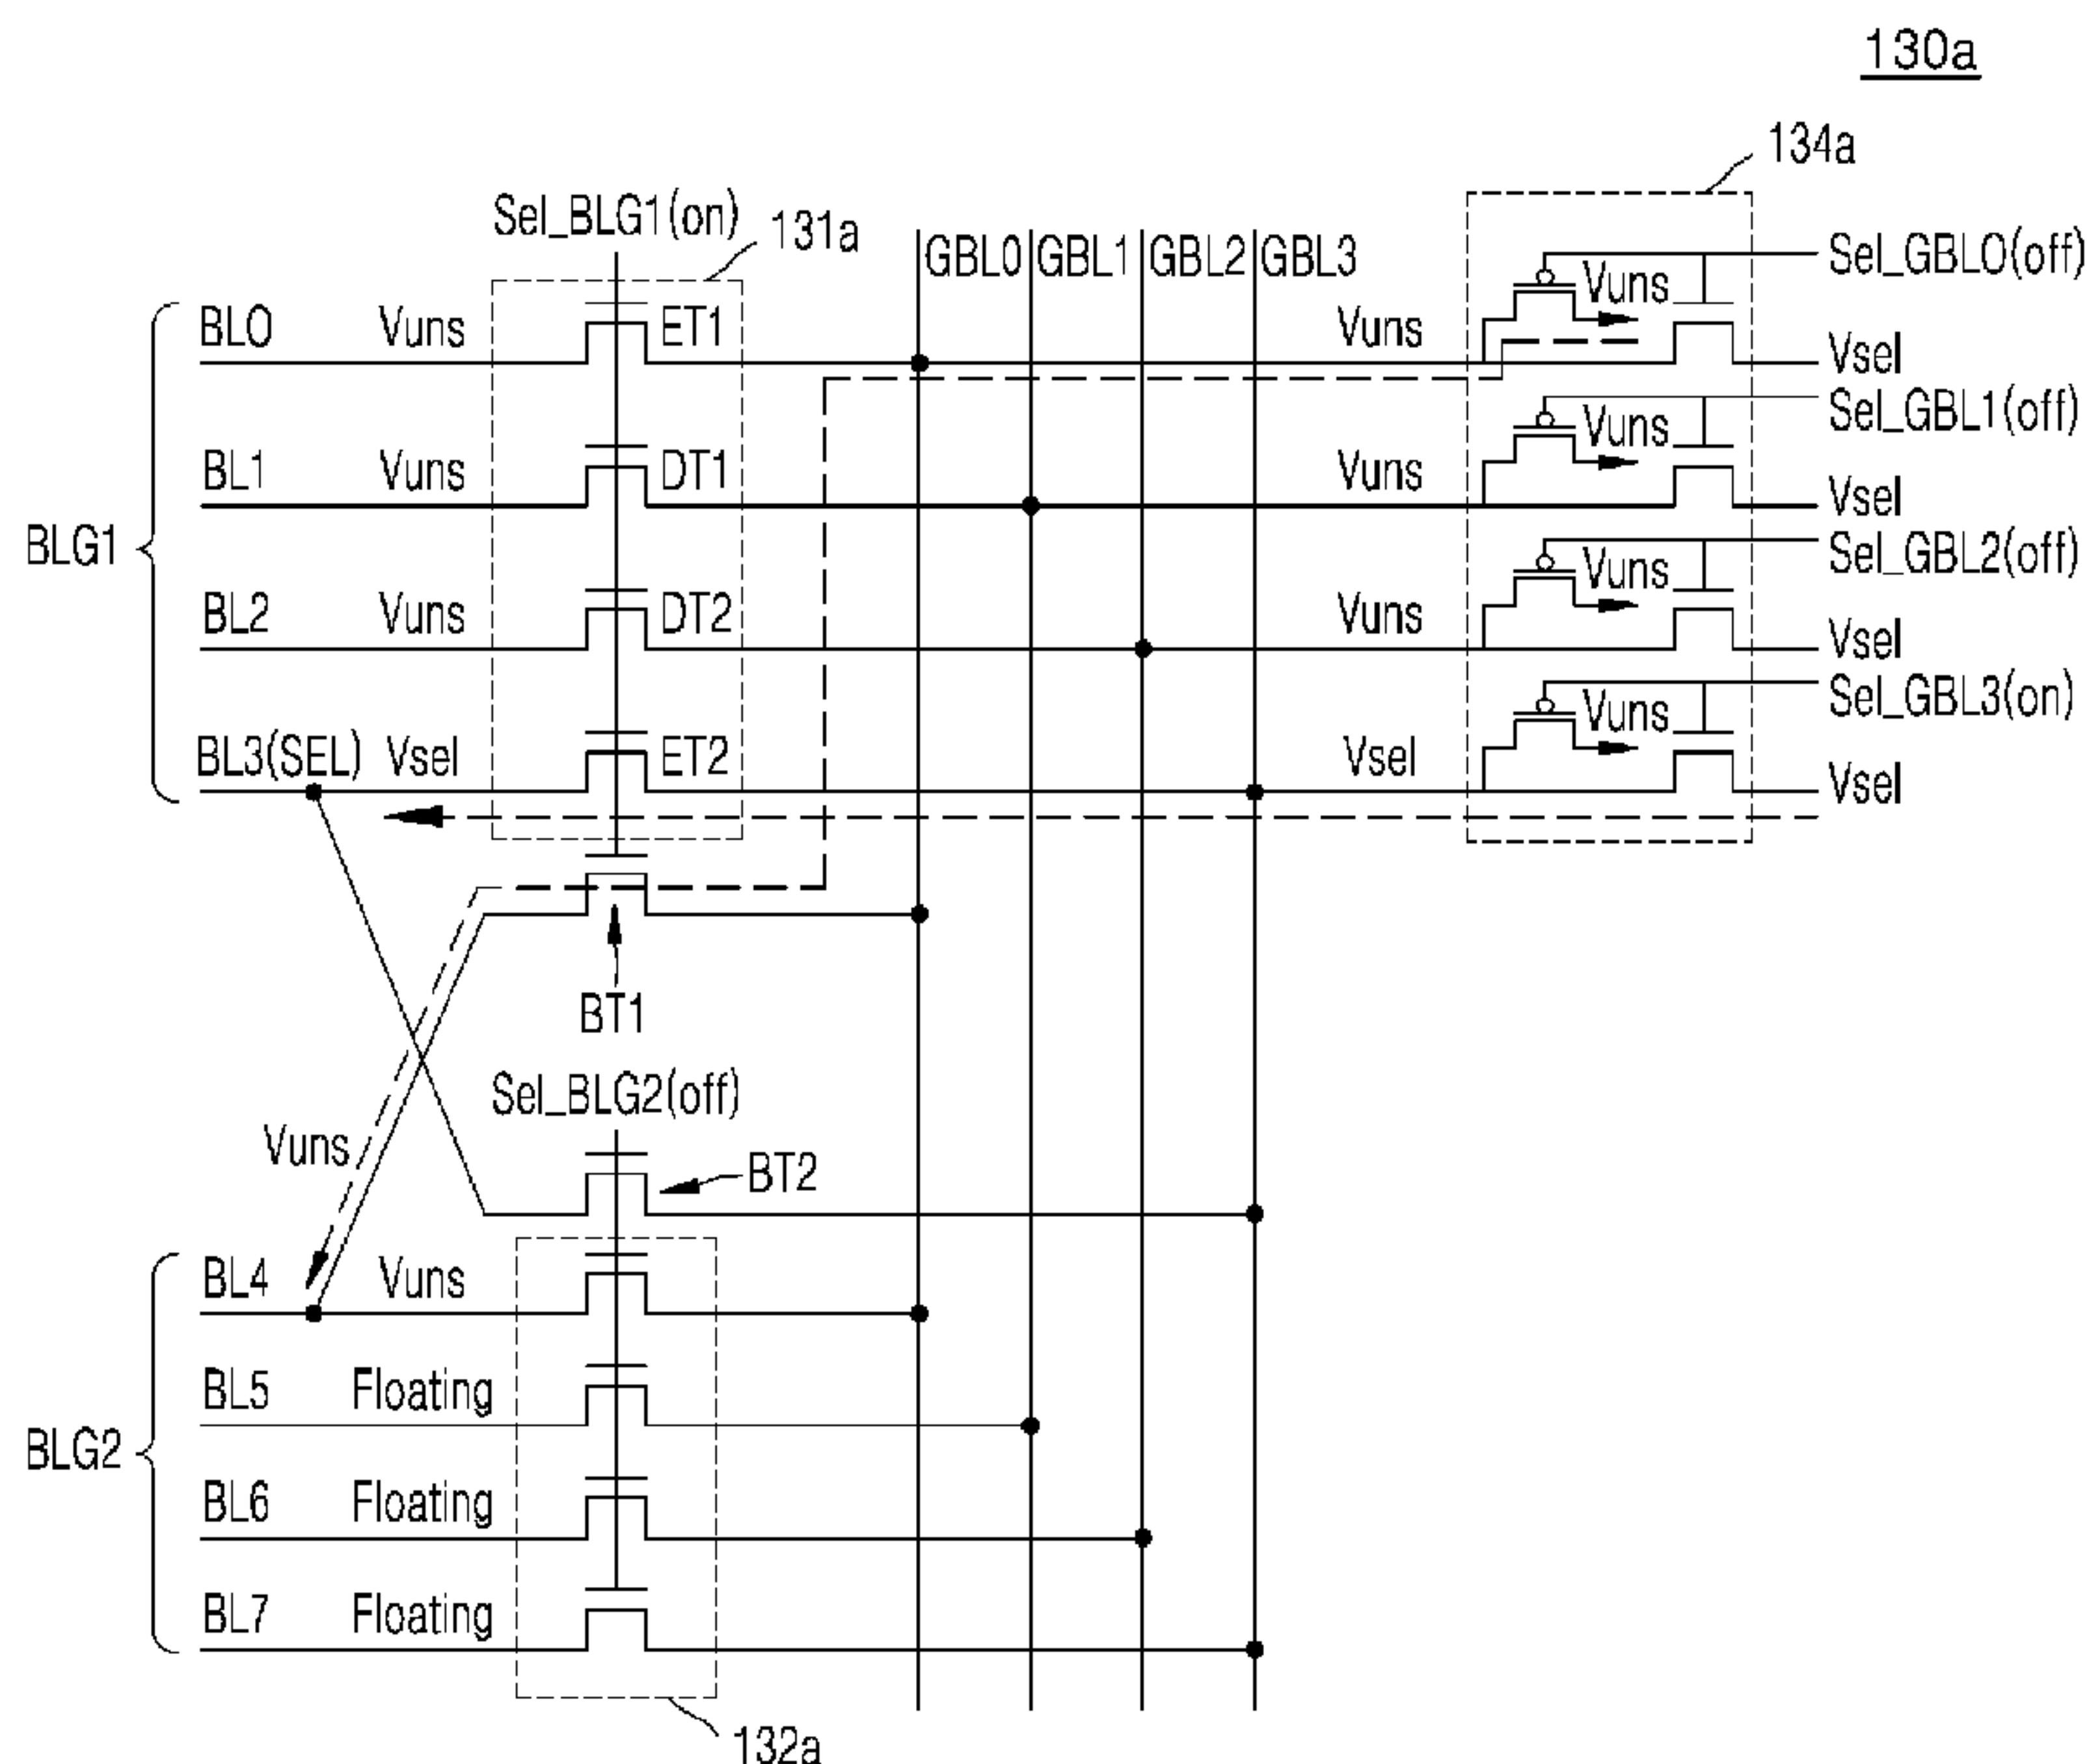 130a
134a
Sel_BLG1(on)
131a
GBL0 GBL1 GBL2 GBL3
Sel_GBL0(off)
Vuns
BL0 Vuns ET1 Vuns
Vsel
Sel_GBL1(off)
Vuns
BL1 Vuns DT1 Vuns
Vsel
BLG1
Sel_GBL2(off)
Vuns
BL2 Vuns DT2 Vuns
Vsel
Sel_GBL3(on)
Vuns
BL3(SEL) Vsel ET2 Vsel
Vsel
BT1
Sel_BLG2(off)
Vuns
BT2
BL4 Vuns
BL5 Floating
BLG2
BL6 Floating
BL7 Floating
132a